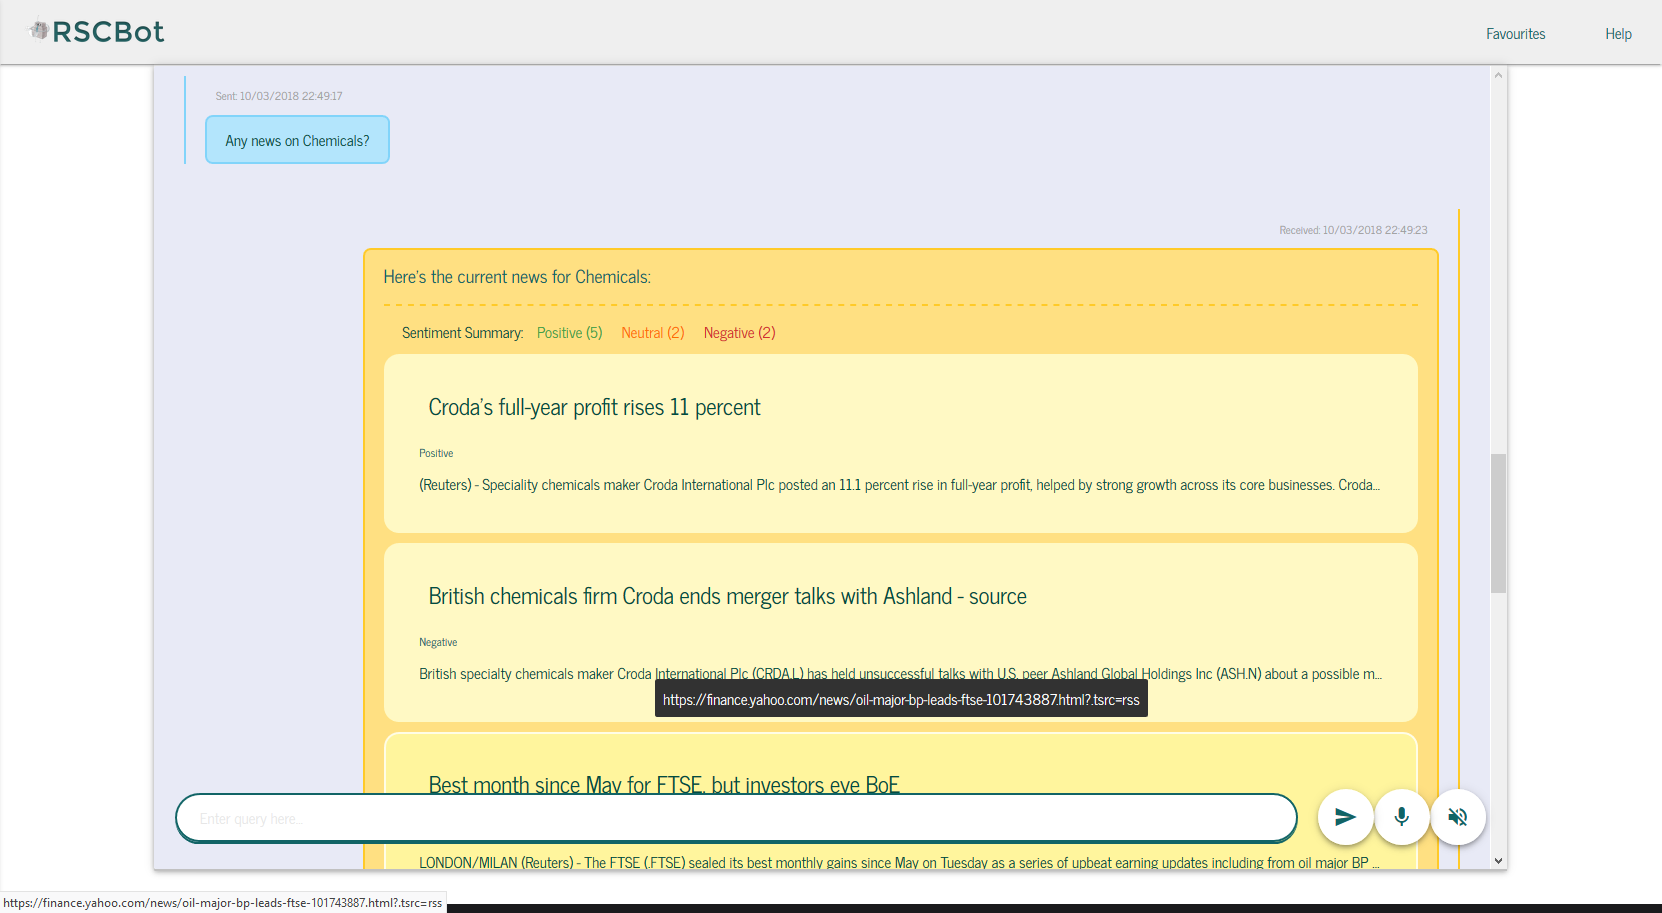 RSCBot
Favourites
Help
Sent: 10/03/2018 22:49:17
Any news on Chemicals?
Received: 10/03/2018 22:49:23
Here's the current news for Chemicals:
Sentiment Summary: Positive (5) Neutral (2) Negative (2)
Croda's full-year profit rises 11 percent
Positive
(Reuters) - Speciality chemicals maker Croda International Plc posted an 11.1 percent rise in full-year profit, helped by strong growth across its core businesses. Croda...
British chemicals firm Croda ends merger talks with Ashland - source
Negative
British specialty chemicals maker Croda International Plc (CRDA.L) has held unsuccessful talks with U.S. peer Ashland Global Holdings Inc (ASH.N) about a possible m...
https://finance.yahoo.com/news/oil-major-bp-leads-ftse-101743887.html?.tsrc=rss
Best month since May for FTSE, but investors eye BoE
Enter query here...
LONDON/MILAN (Reuters) - The FTSE (.FTSE) sealed its best monthly gains since May on Tuesday as a series of upbeat earning updates including from oil major BP ...
https://finance.yahoo.com/news/oil-major-bp-leads-ftse-101743887.html?.tsrc=rss